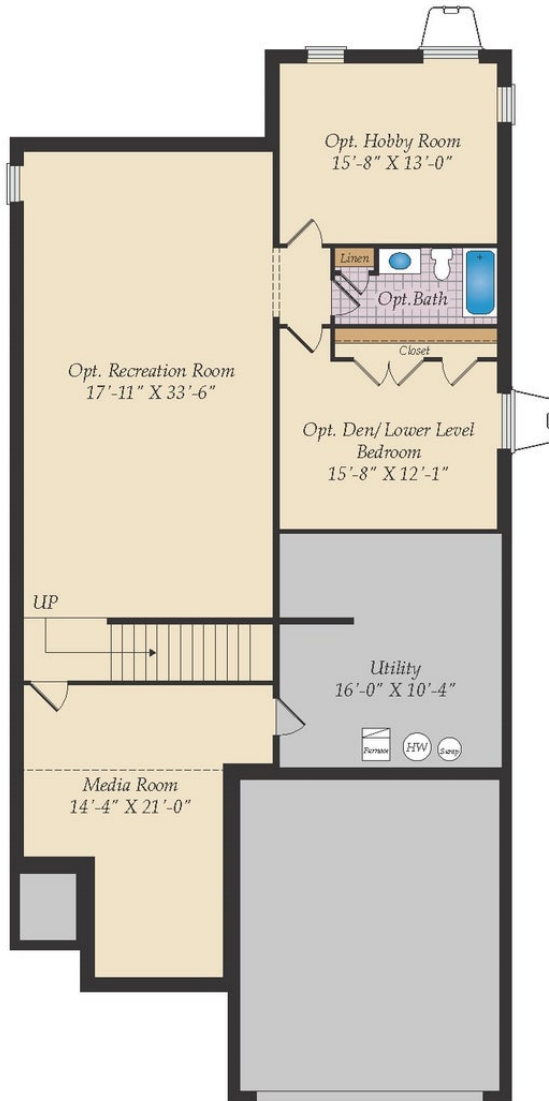 Opt. Hobby Room
15'-8" X 13'-0"
Linen
Opt.Bath
Closet
Opt. Recreation Room
17'-11" X 33'-6"
Opt. Den/ Lower Level
Bedroom
15'-8" X 12'-1"
UP
Utility
16'-0" X 10'-4"
Furnace
HW
Sump
Media Room
14'-4" X 21'-0"